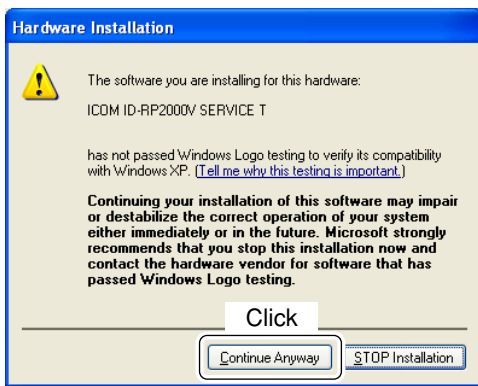 Hardware Installation
The software you are installing for this hardware:
ICOM ID-RP2000V SERVICE T
has not passed Windows Logo testing to verify its compatibility
with Windows XP. (Tell me why this testing is important.)
Continuing your installation of this software may impair
or destabilize the correct operation of your system
either immediately or in the future. Microsoft strongly
recommends that you stop this installation now and
contact the hardware vendor for software that has
passed Windows Logo testing.
Click
Continue Anyway
STOP Installation